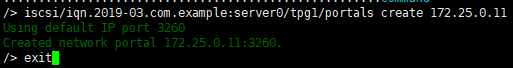 command
/> iscsi/iqn.2019-03.com.example:server0/tpg1/portals create 172.25.0.11
Using default IP port 3260
Created network portal 172.25.0.11:3260.
/> exit